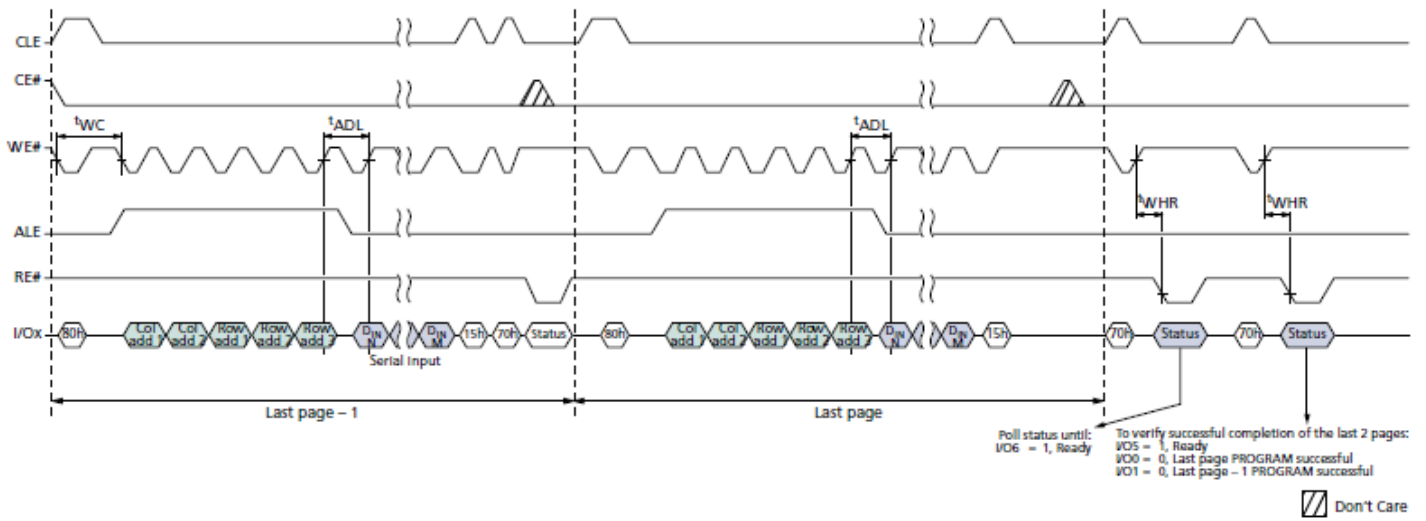 CLE
CE#
tWC
tADL
tADL
WE#
tWHR
tWHR
ALE
RE#
I/Ox
80h
Col add 1
Col add 2
Row add 1
Row add 2
Row add 3
DIN N
DIN M
15h
70h
Status
80h
Col add 1
Col add 2
Row add 1
Row add 2
Row add 3
DIN N
DIN M
15h
70h
Status
70h
Status
Serial input
Last page – 1
Last page
Poll status until:
I/O6 = 1, Ready
To verify successful completion of the last 2 pages:
I/O5 = 1, Ready
I/O0 = 0, Last page PROGRAM successful
I/O1 = 0, Last page – 1 PROGRAM successful
Don't Care